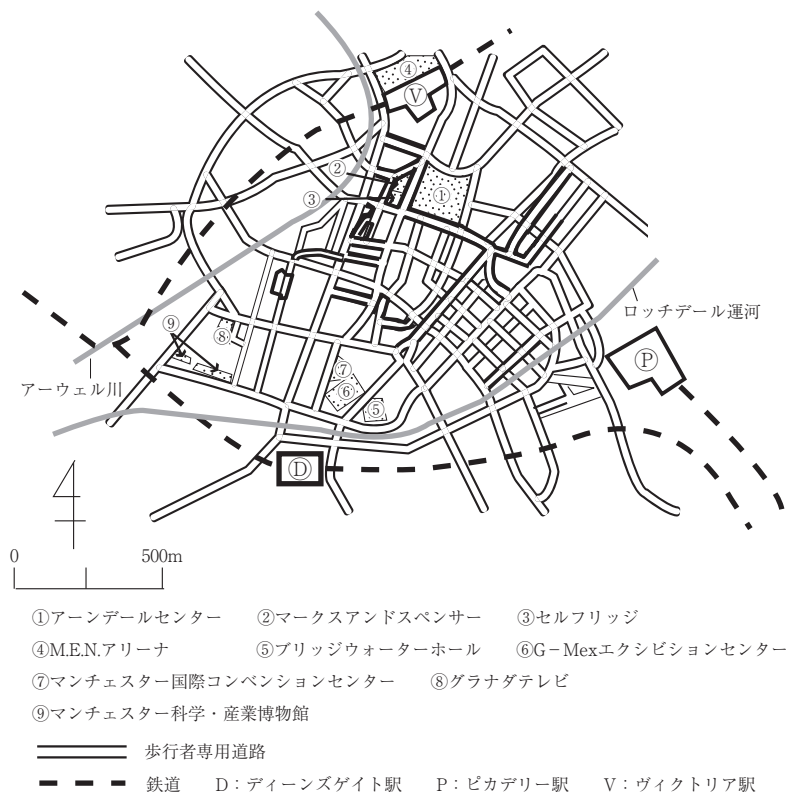 ④
Ⓥ
②
①
③
ロッチデール運河
⑨
⑧
Ⓟ
⑦
アーウェル川
⑥
⑤
Ⓓ
0 500m
①アーンデールセンター ②マークスアンドスペンサー ③セルフリッジ
④M.E.N.アリーナ ⑤ブリッジウォーターホール ⑥G−Mexエクシビションセンター
⑦マンチェスター国際コンベンションセンター ⑧グラナダテレビ
⑨マンチェスター科学・産業博物館
歩行者専用道路
鉄道 D：ディーンズゲイト駅 P：ピカデリー駅 V：ヴィクトリア駅